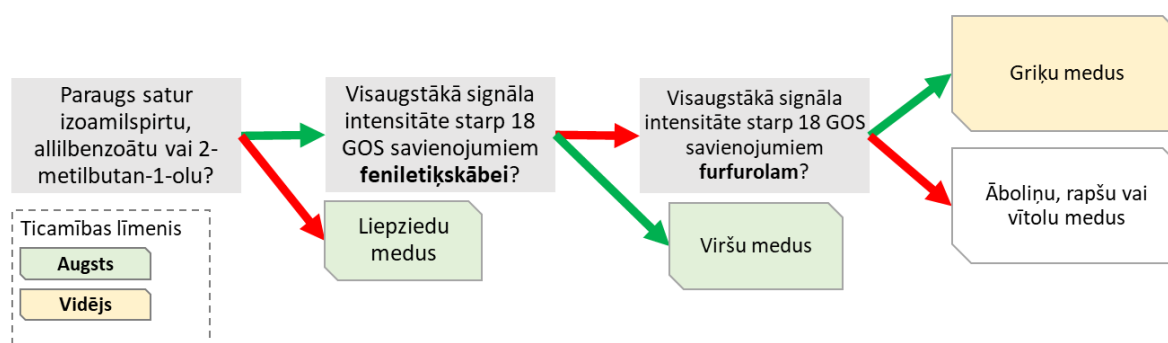 Paraugs satur
izoamilspirtu,
allilbenzoātu vai 2-
metilbutan-1-olu?
Visaugstākā signāla
intensitāte starp 18
GOS savienojumiem
feniletiķskābei?
Visaugstākā signāla
intensitāte starp 18 GOS
savienojumiem
furfurolam?
Griķu medus
Āboliņu, rapšu vai
vītolu medus
Liepziedu
medus
Viršu medus
Ticamības līmenis
Augsts
Vidējs